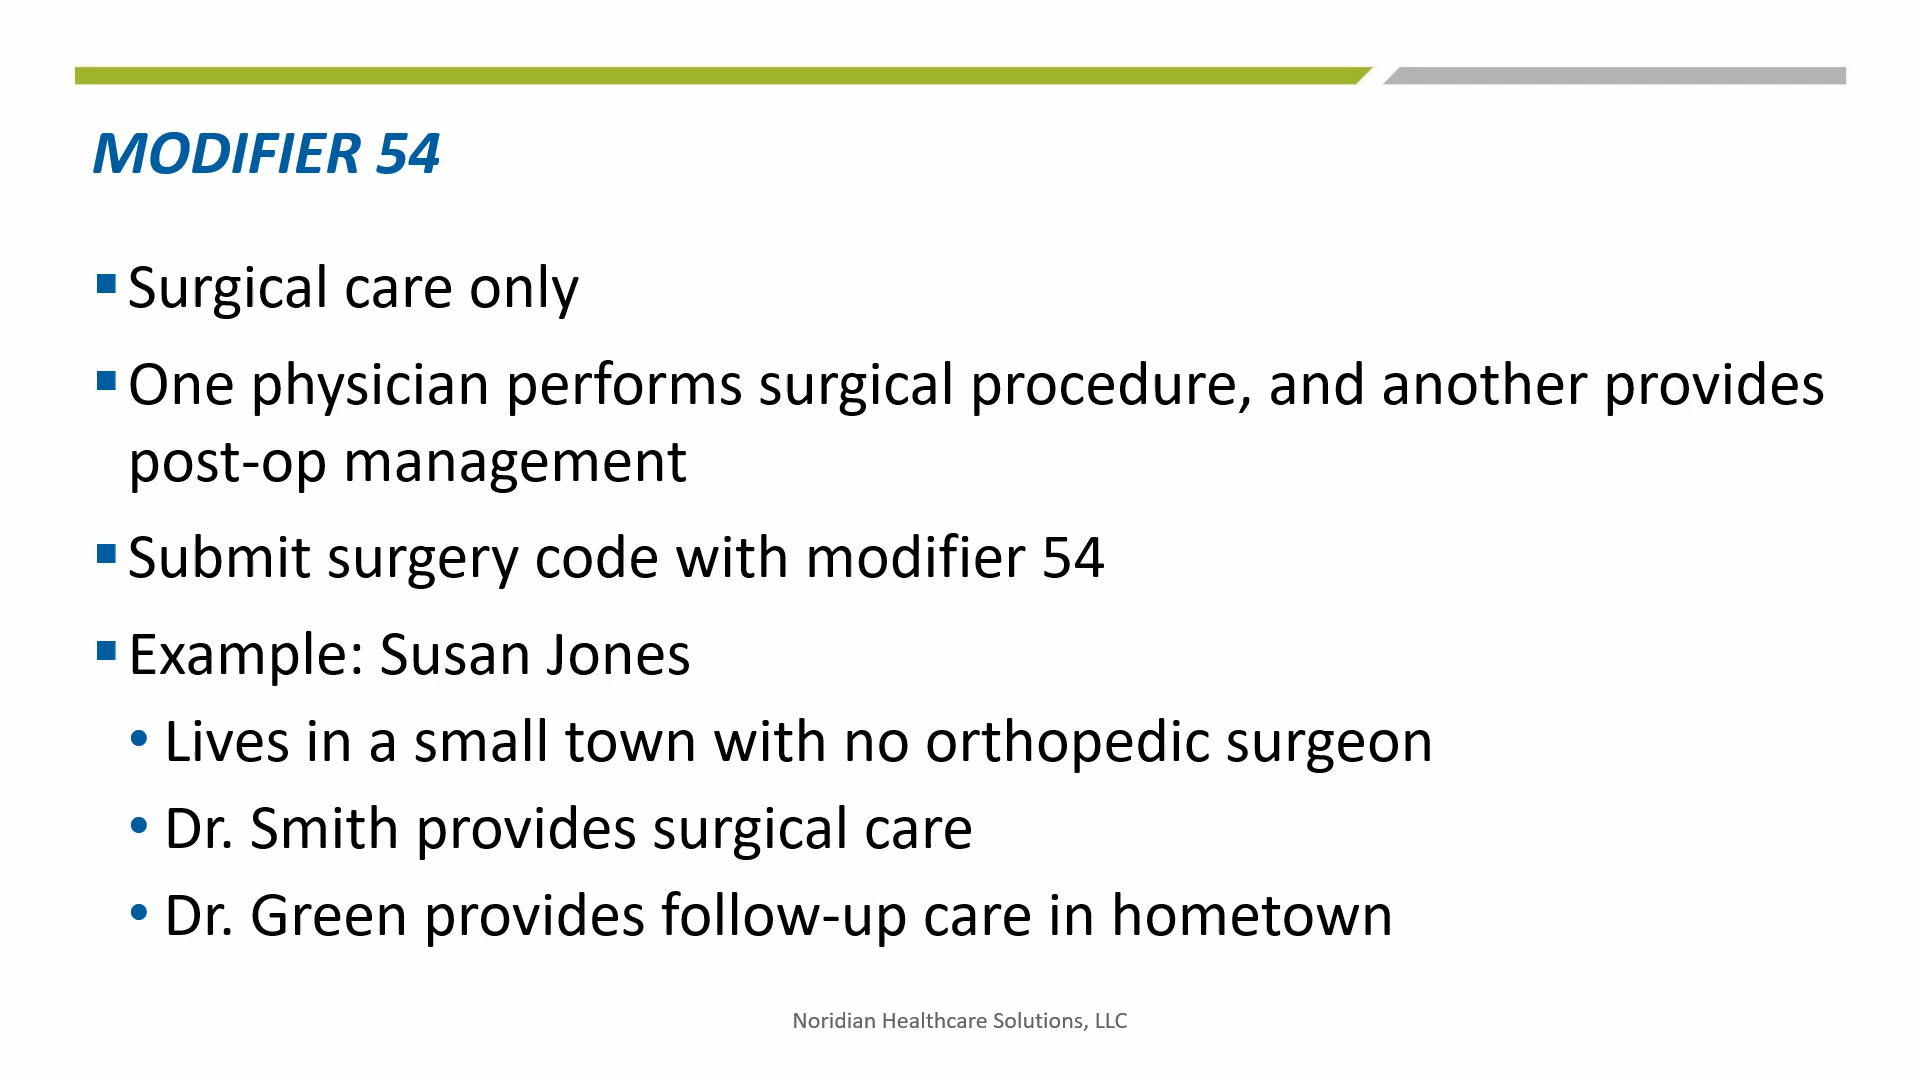 MODIFIER 54
▪ Surgical care only
▪ One physician performs surgical procedure, and another provides
post-op management
▪ Submit surgery code with modifier 54
▪ Example: Susan Jones
• Lives in a small town with no orthopedic surgeon
• Dr. Smith provides surgical care
• Dr. Green provides follow-up care in hometown
Noridian Healthcare Solutions, LLC